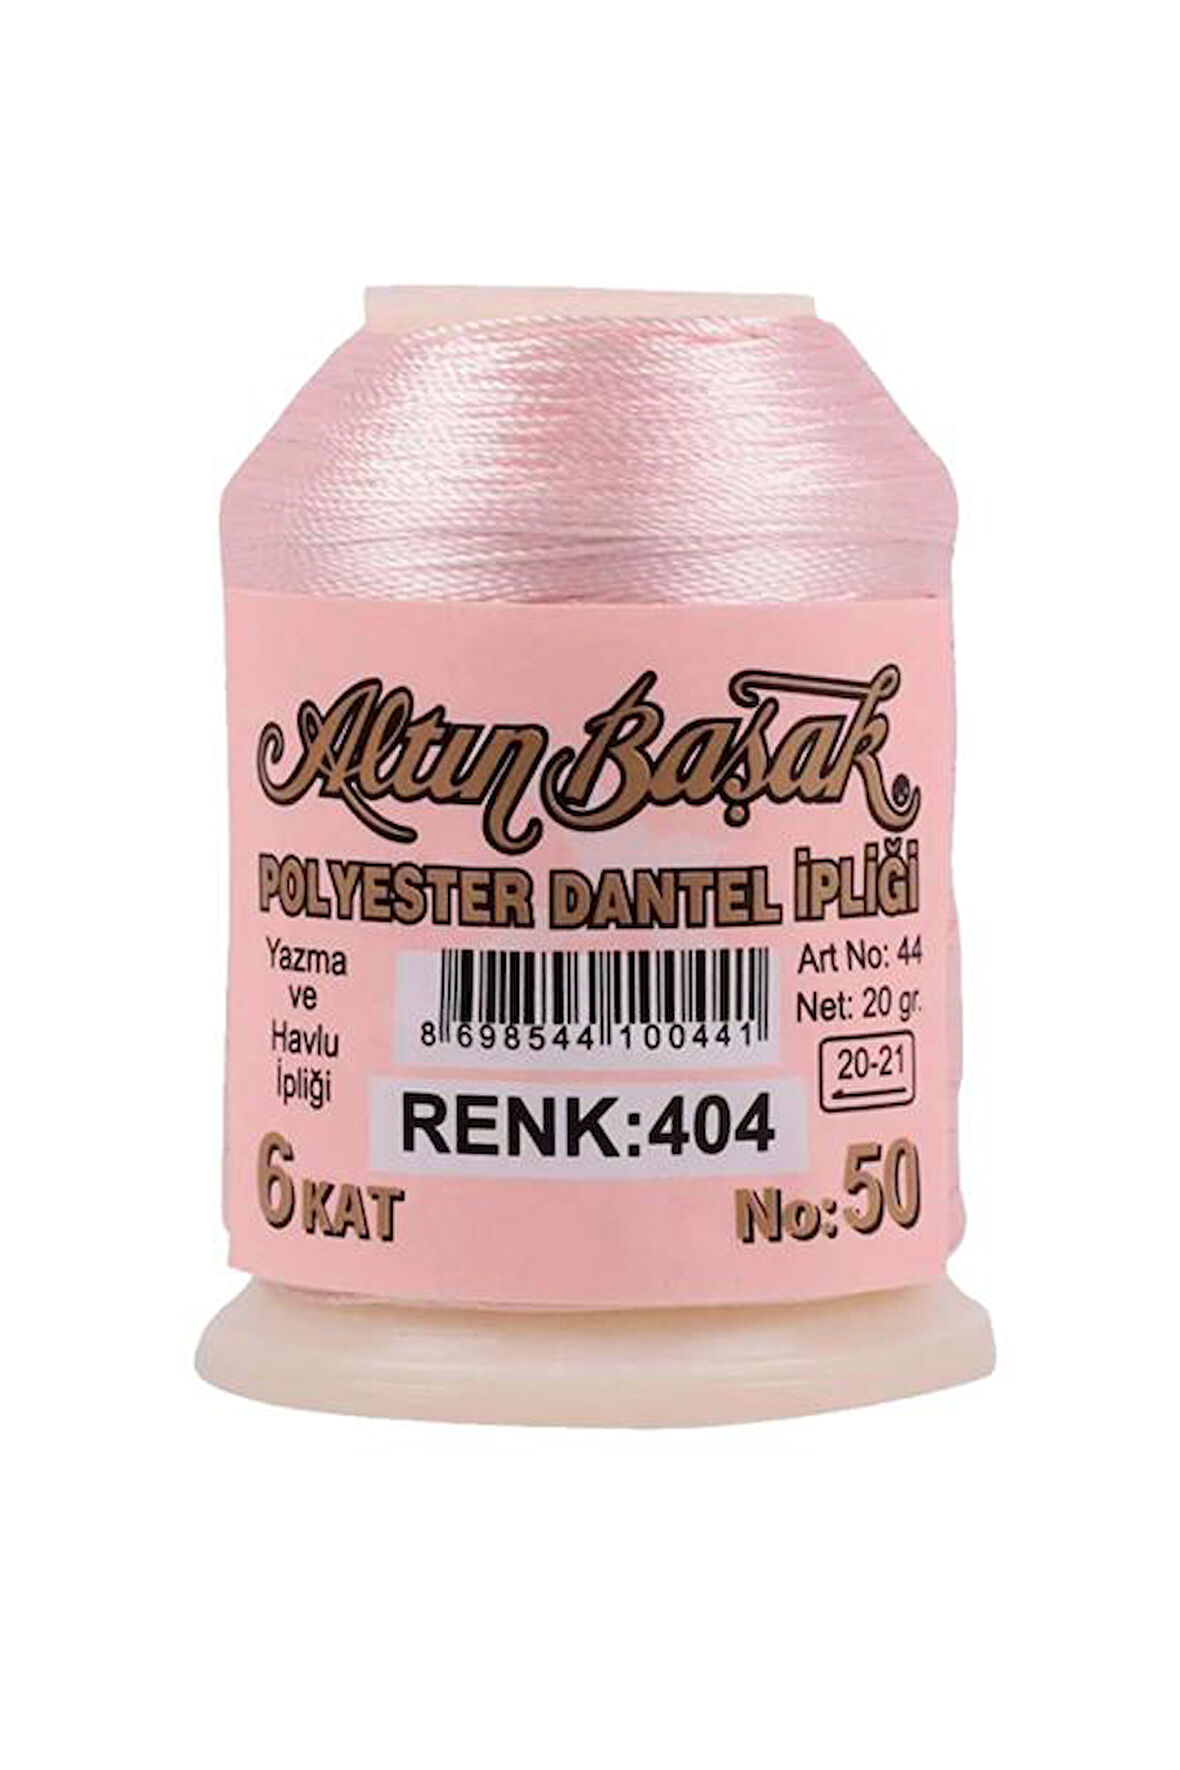 Altın Başak®
POLYESTER DANTEL İPLİĞİ
Yazma
ve
Havlu
İpliği
8 698544 100441
Art No: 44
Net: 20 gr.
20-21
RENK:404
6 KAT
No:50